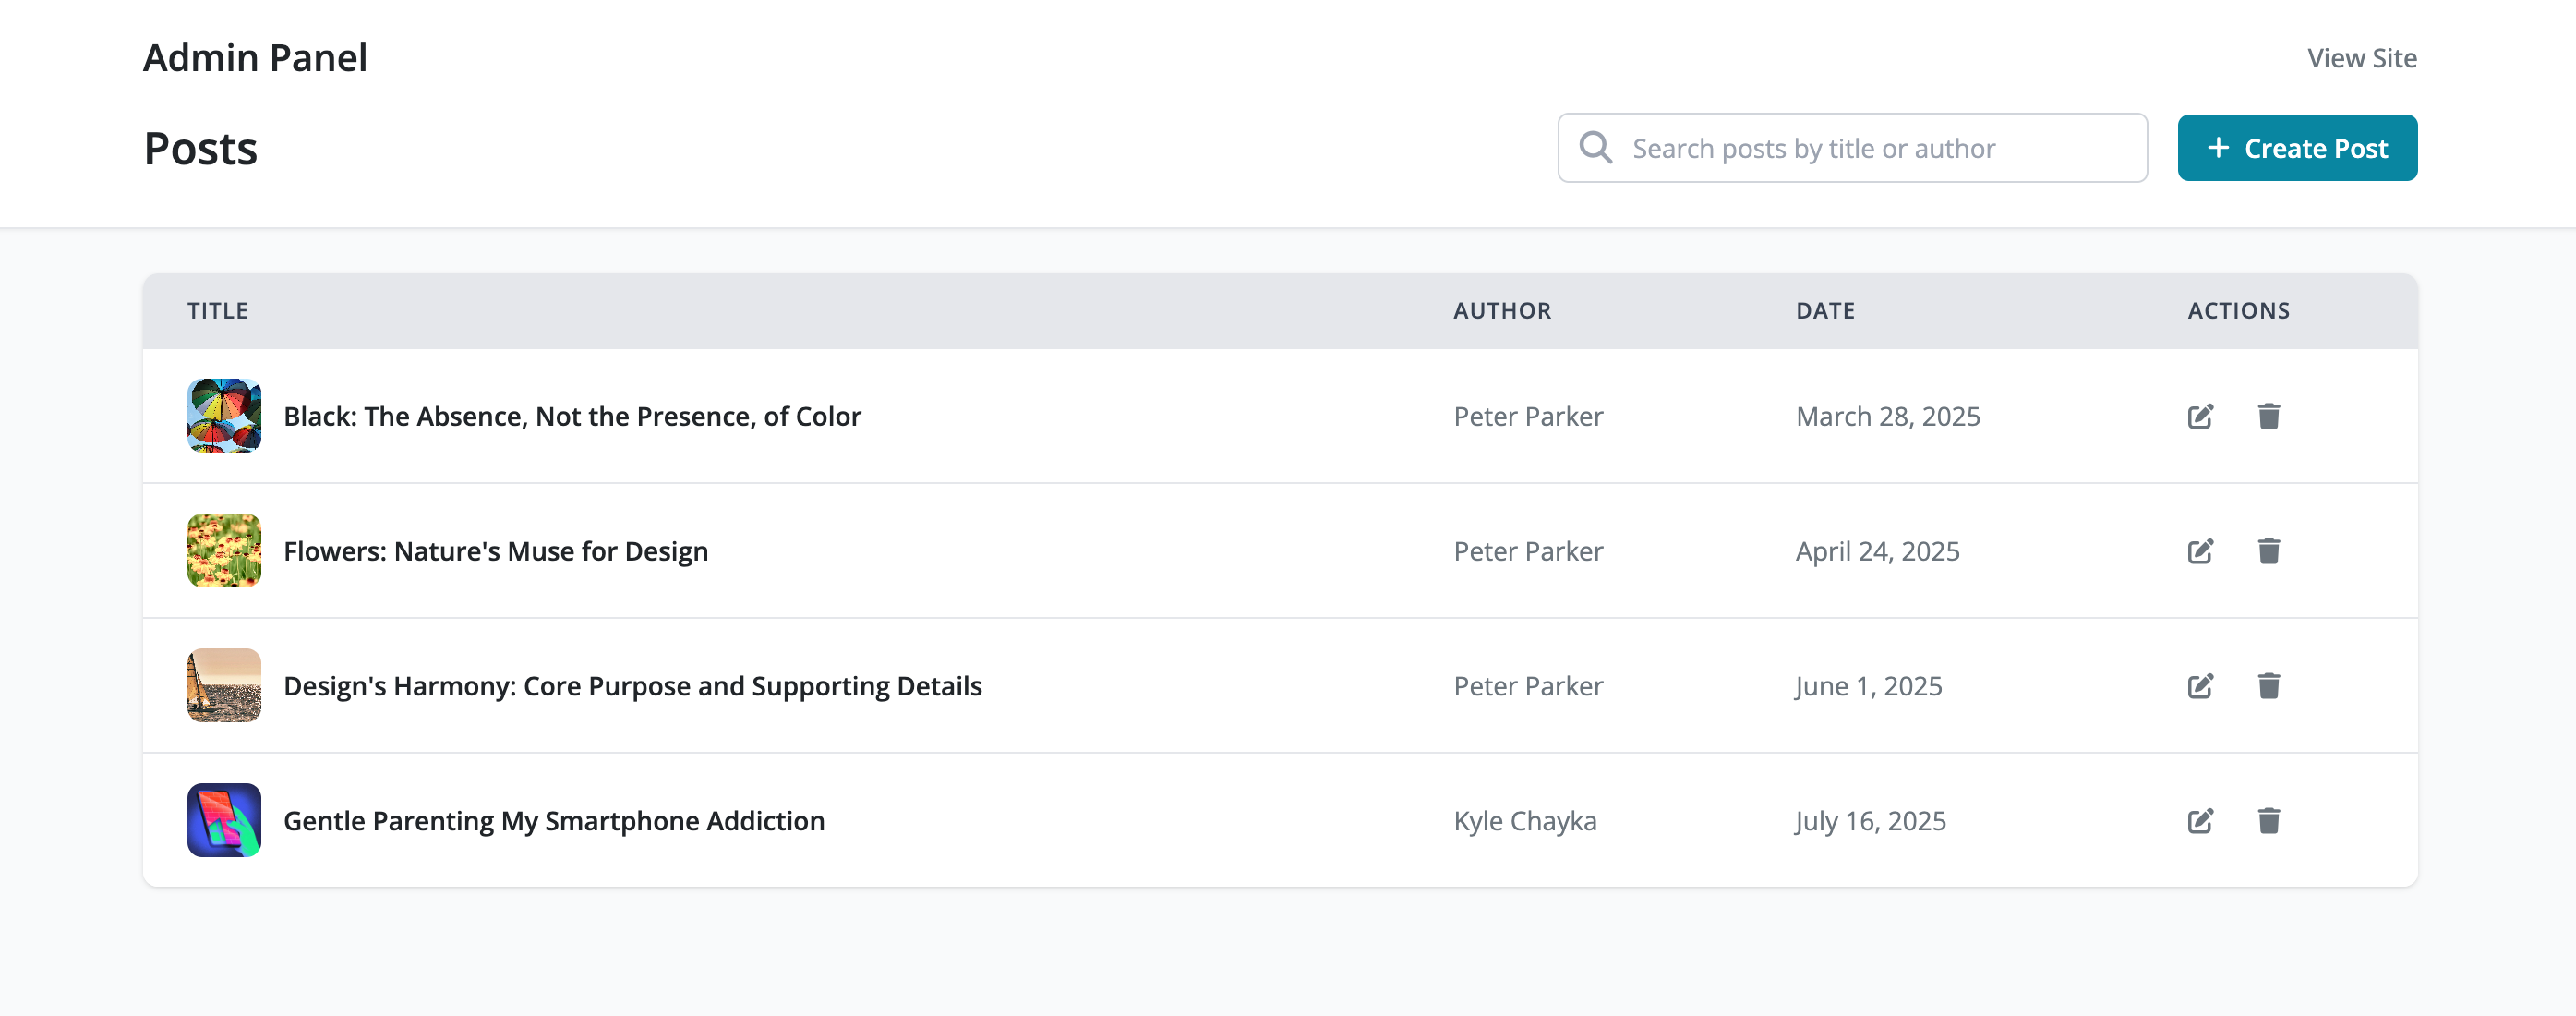 Admin Panel
View Site
Posts
Search posts by title or author
+ Create Post
TITLE AUTHOR DATE ACTIONS
Black: The Absence, Not the Presence, of Color Peter Parker March 28, 2025
Flowers: Nature's Muse for Design Peter Parker April 24, 2025
Design's Harmony: Core Purpose and Supporting Details Peter Parker June 1, 2025
Gentle Parenting My Smartphone Addiction Kyle Chayka July 16, 2025